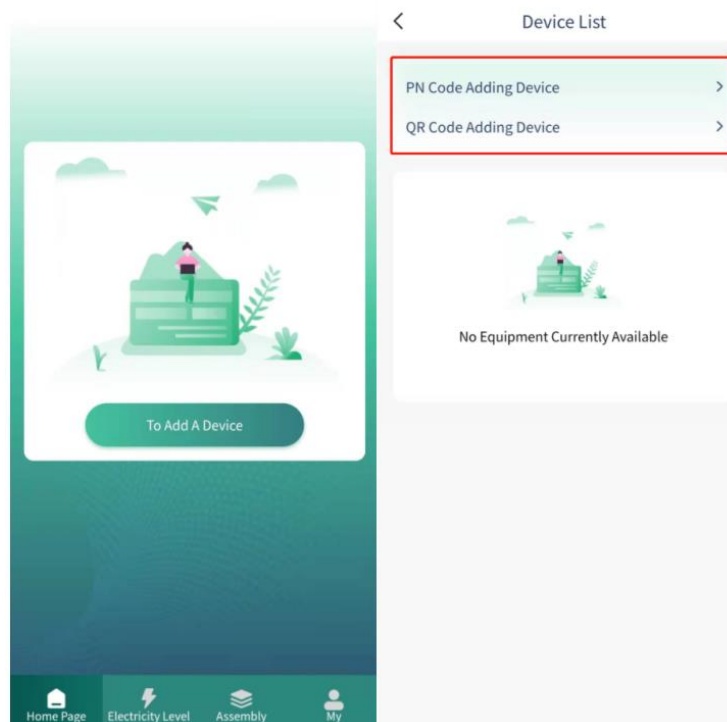 To Add A Device
Home Page
Electricity Level
Assembly
My
Device List
PN Code Adding Device
QR Code Adding Device
No Equipment Currently Available